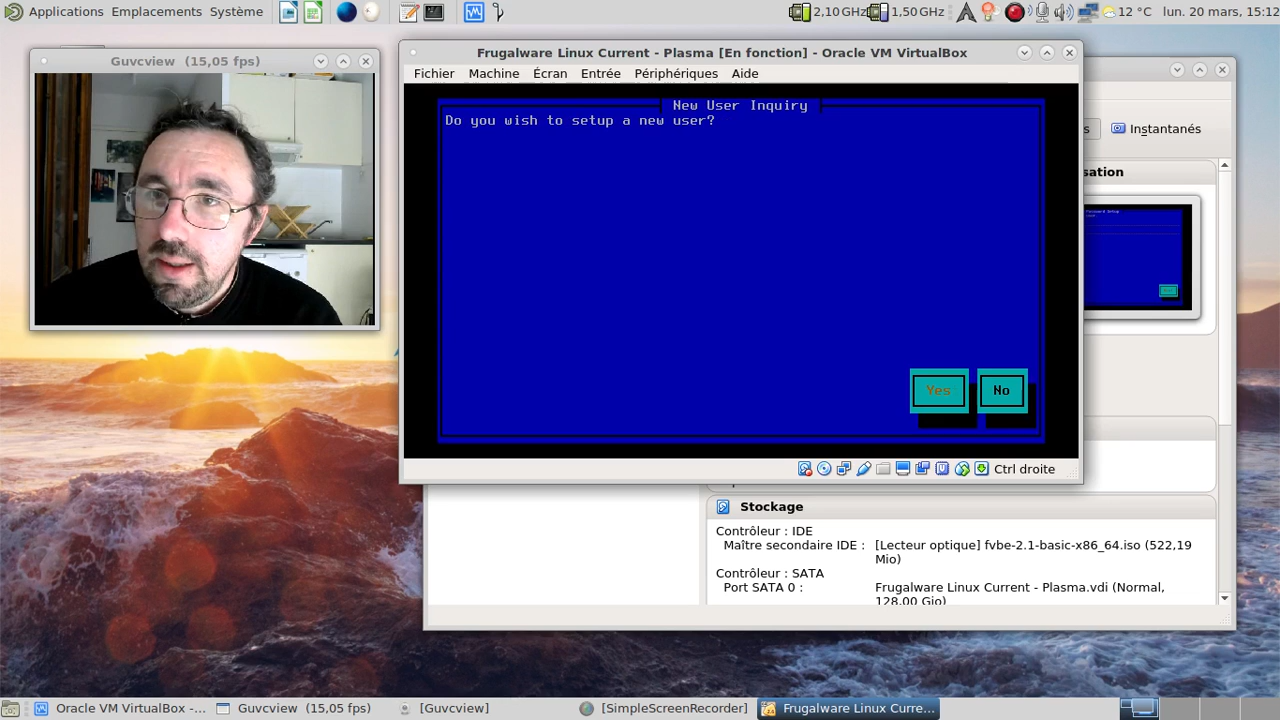 Applications Emplacements Système
2,10 GHz 1,50 GHz 12 °C lun. 20 mars, 15:12
Guvcview (15,05 fps)
Frugalware Linux Current - Plasma [En fonction] - Oracle VM VirtualBox
Fichier Machine Écran Entrée Périphériques Aide
New User Inquiry
Do you wish to setup a new user?
Yes No
Ctrl droite
s Instantanés
sation
Stockage
Contrôleur : IDE
Maître secondaire IDE : [Lecteur optique] fvbe-2.1-basic-x86_64.iso (522,19
Mio)
Contrôleur : SATA
Port SATA 0 : Frugalware Linux Current - Plasma.vdi (Normal,
128,00 Gio)
Oracle VM VirtualBox -... Guvcview (15,05 fps) [Guvcview] [SimpleScreenRecorder] Frugalware Linux Curre...